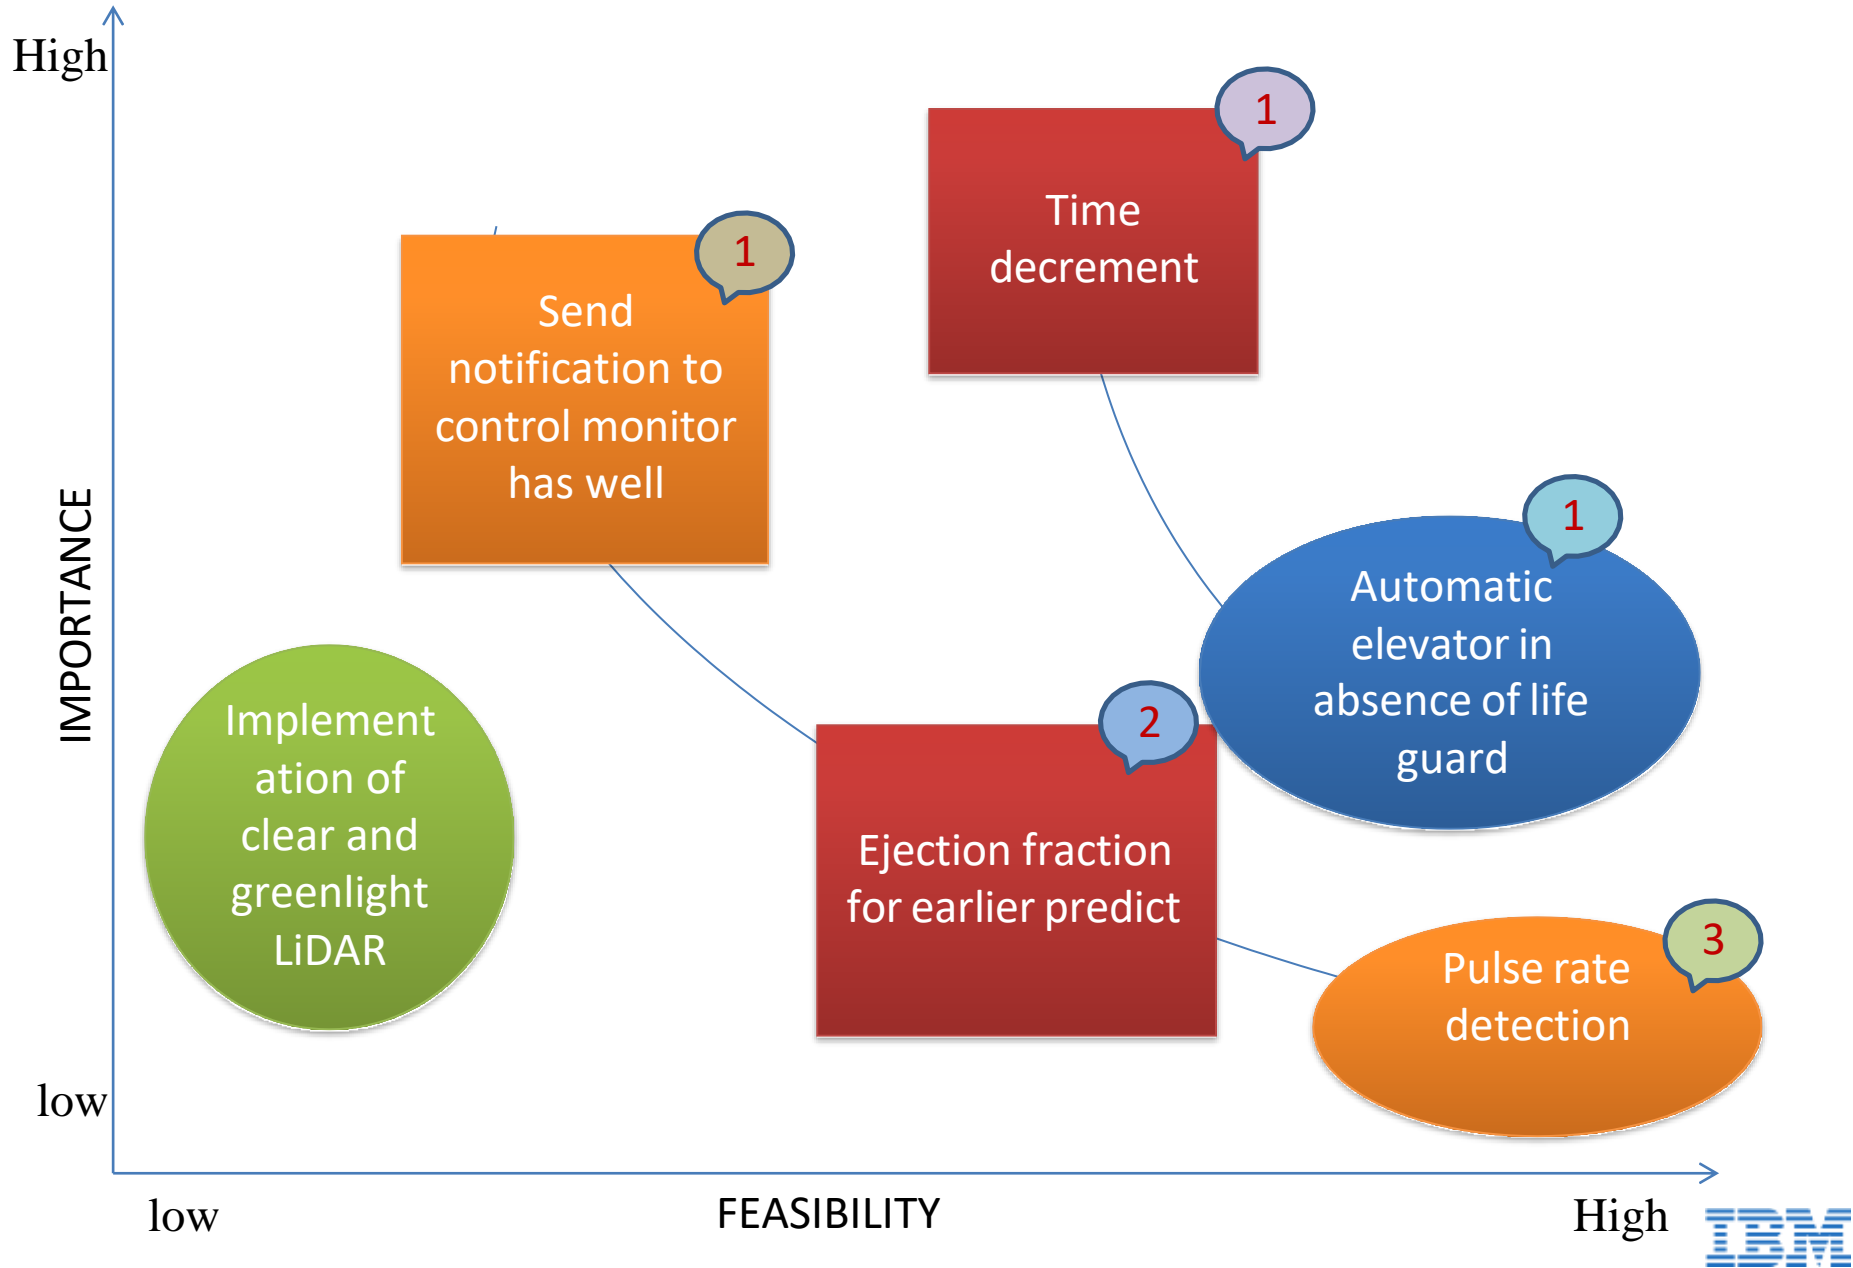 High
1
Time
decrement
1
Send
notification to
control monitor
has well
IMPORTANCE
1
Automatic
elevator in
absence of life
guard
Implement
ation of
clear and
greenlight
LiDAR
2
Ejection fraction
for earlier predict
3
Pulse rate
detection
low
low
FEASIBILITY
High
IBM